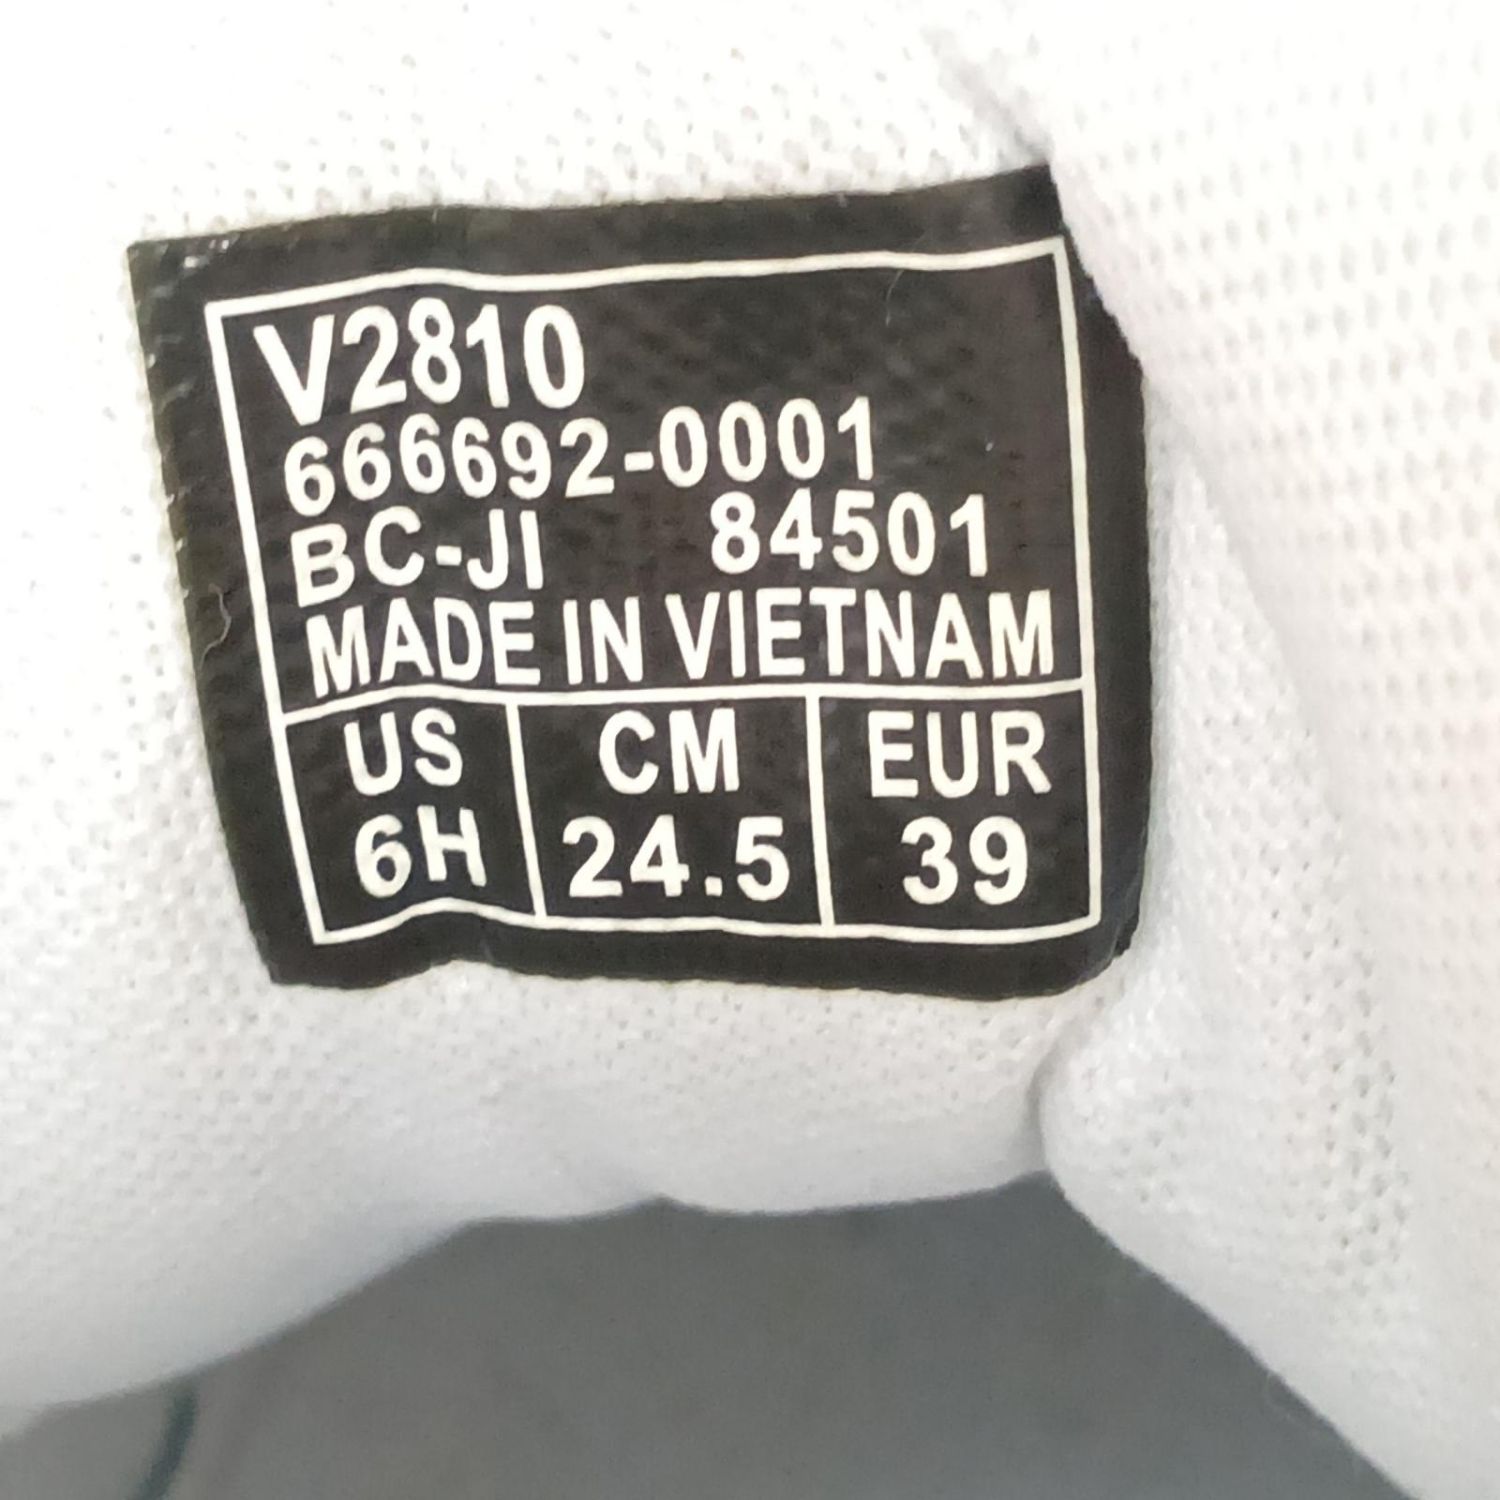 V2810
666692-0001
BC-JI 84501
MADE IN VIETNAM
US CM EUR
6H 24.5 39